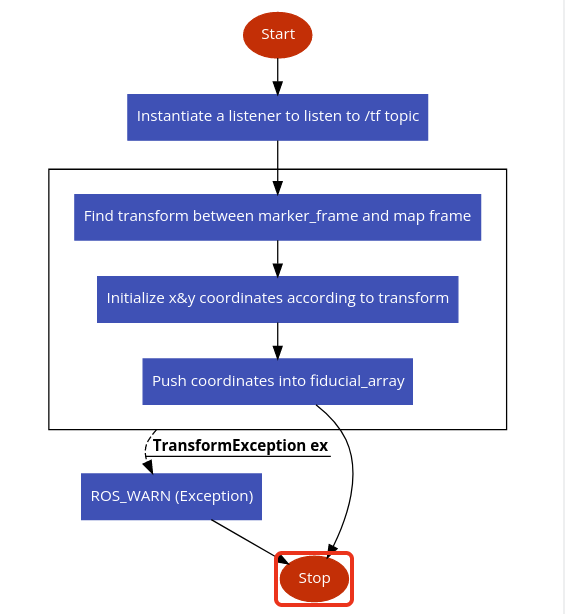 Start
Instantiate a listener to listen to /tf topic
Find transform between marker_frame and map frame
Initialize x&y coordinates according to transform
Push coordinates into fiducial_array
TransformException ex
ROS_WARN (Exception)
Stop